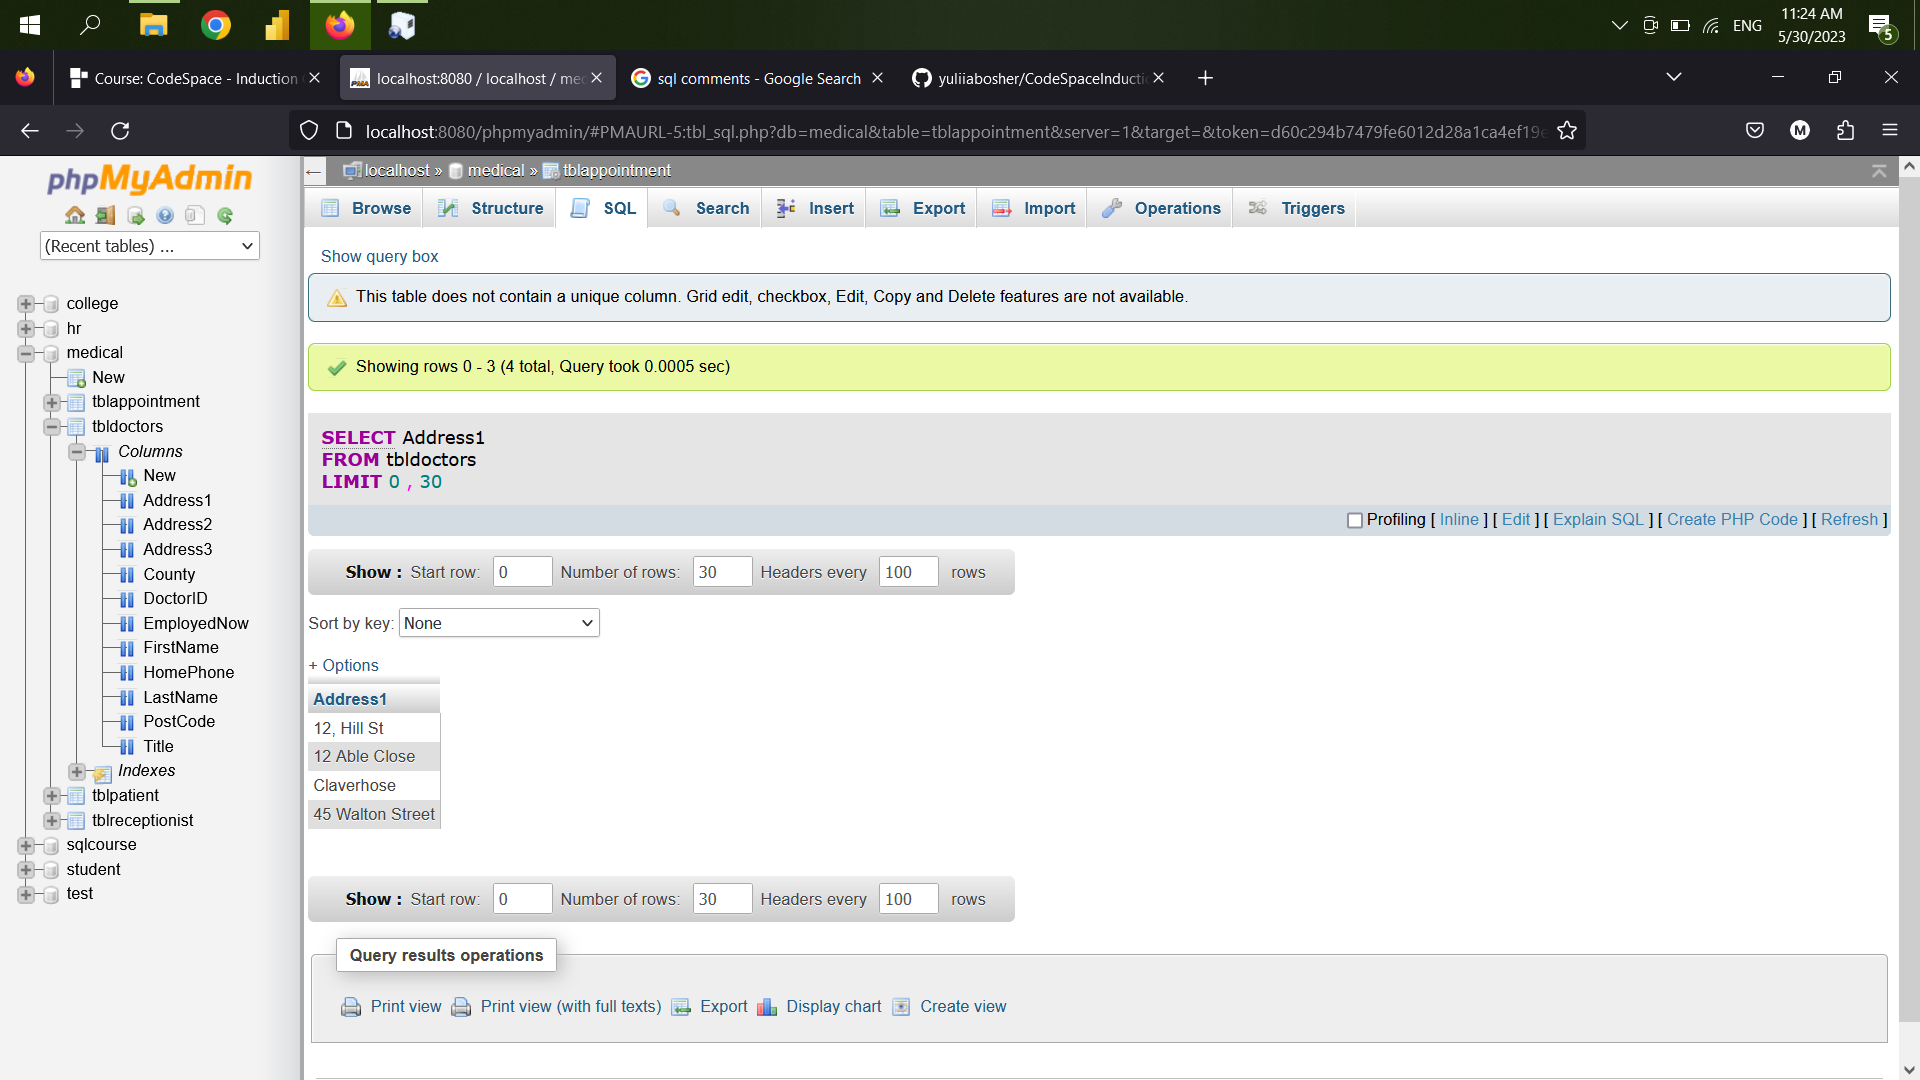 ENG
11:24 AM
5/30/2023
5
Course: CodeSpace - Induction
localhost:8080 / localhost / med
sql comments - Google Search
yuliiabosher/CodeSpaceInducti
localhost:8080/phpmyadmin/#PMAURL-5:tbl_sql.php?db=medical&table=tblappointment&server=1&target=&token=d60c294b7479fe6012d28a1ca4ef19e
M
phpMyAdmin
(Recent tables) ...
college
hr
medical
New
tblappointment
tbldoctors
Columns
New
Address1
Address2
Address3
County
DoctorID
EmployedNow
FirstName
HomePhone
LastName
PostCode
Title
Indexes
tblpatient
tblreceptionist
sqlcourse
student
test
localhost » medical » tblappointment
Browse Structure SQL Search Insert Export Import Operations Triggers
Show query box
This table does not contain a unique column. Grid edit, checkbox, Edit, Copy and Delete features are not available.
Showing rows 0 - 3 (4 total, Query took 0.0005 sec)
SELECT Address1
FROM tbldoctors
LIMIT 0 , 30
Profiling [ Inline ] [ Edit ] [ Explain SQL ] [ Create PHP Code ] [ Refresh ]
Show : Start row: 0 Number of rows: 30 Headers every 100 rows
Sort by key: None
+ Options
Address1
12, Hill St
12 Able Close
Claverhose
45 Walton Street
Show : Start row: 0 Number of rows: 30 Headers every 100 rows
Query results operations
Print view Print view (with full texts) Export Display chart Create view